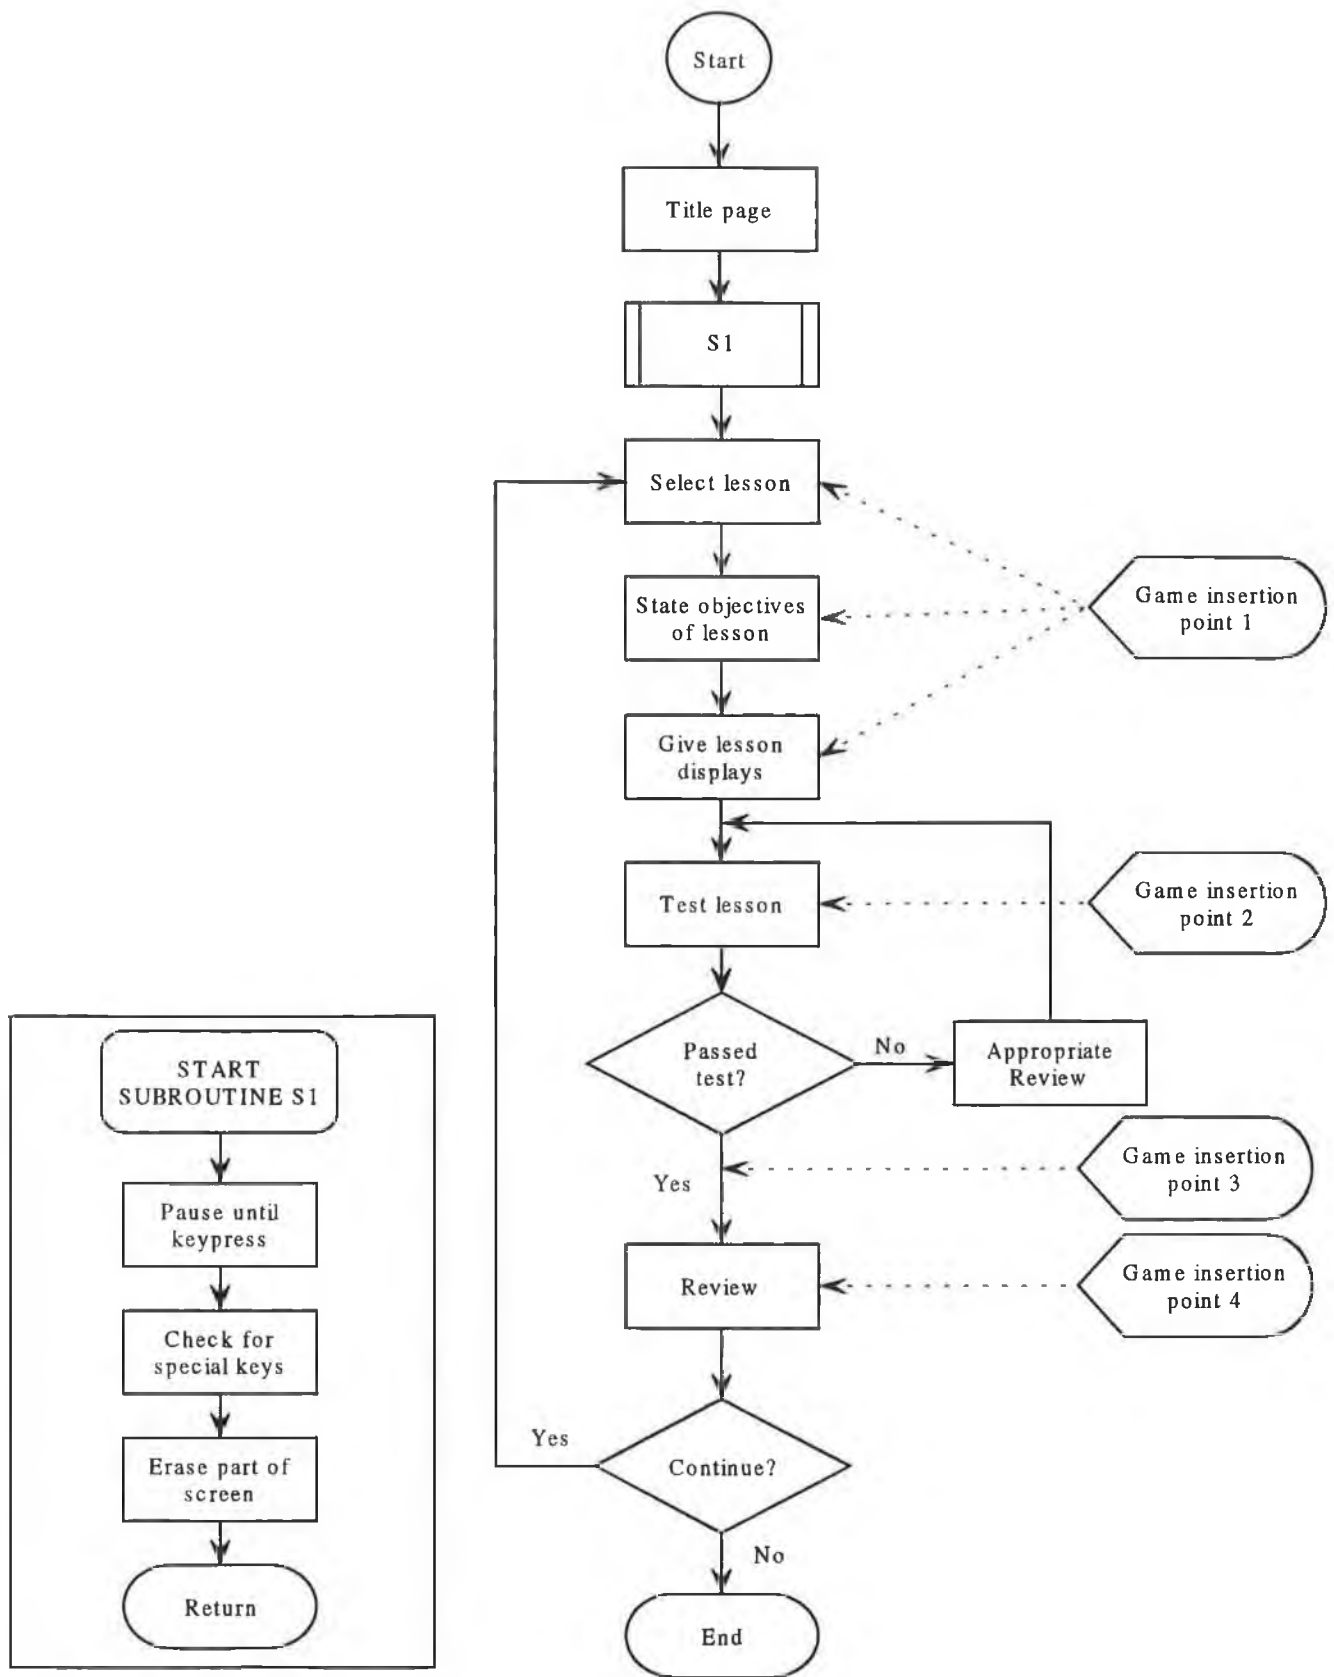 Start
Title page
S1
Select lesson
State objectives
of lesson
Game insertion
point 1
Give lesson
displays
Test lesson
Game insertion
point 2
Passed
test?
No
Appropriate
Review
Yes
Game insertion
point 3
Review
Game insertion
point 4
Yes
Continue?
No
End
START
SUBROUTINE S1
Pause until
keypress
Check for
special keys
Erase part of
screen
Return